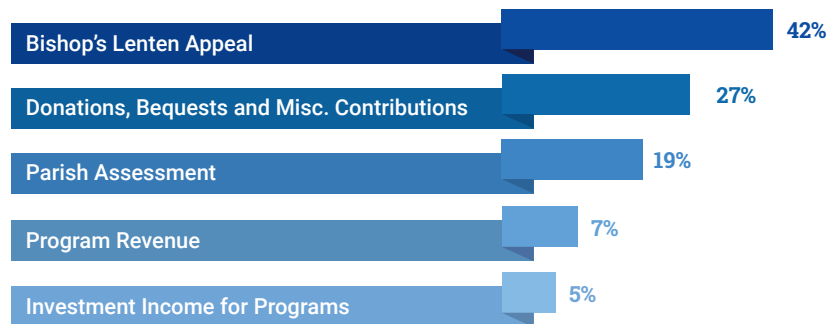 Bishop’s Lenten Appeal 42%
Donations, Bequests and Misc. Contributions 27%
Parish Assessment 19%
Program Revenue 7%
Investment Income for Programs 5%